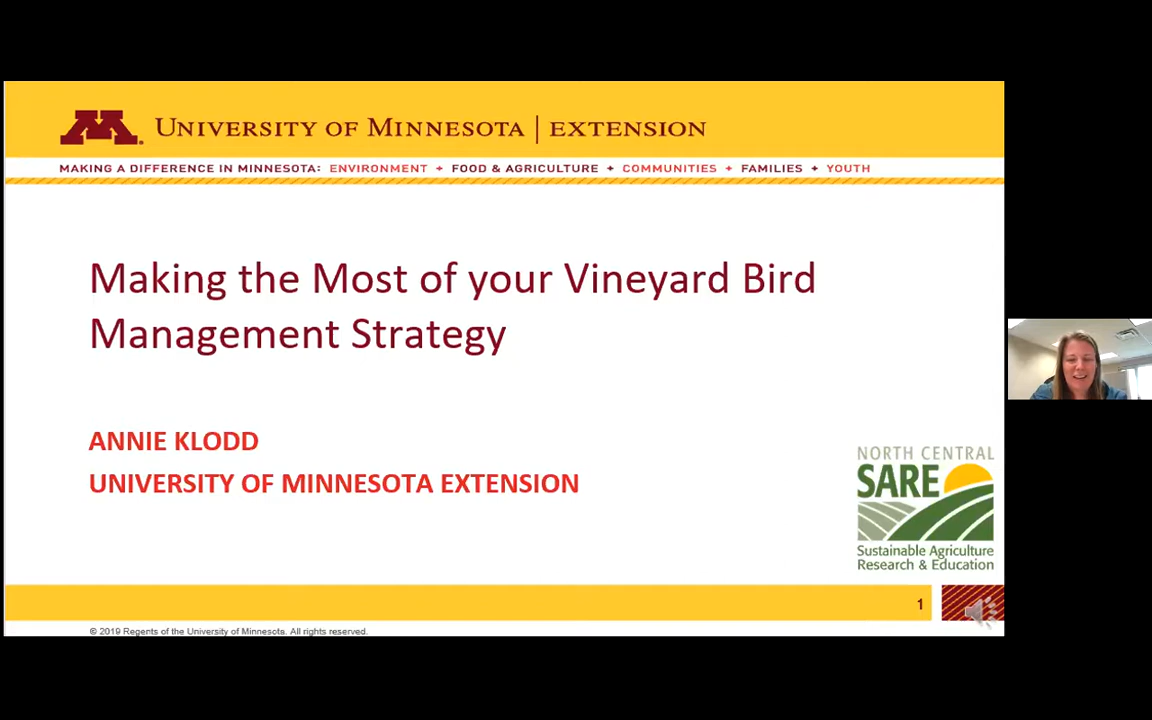 UNIVERSITY OF MINNESOTA | EXTENSION
MAKING A DIFFERENCE IN MINNESOTA: ENVIRONMENT + FOOD & AGRICULTURE + COMMUNITIES + FAMILIES + YOUTH
Making the Most of your Vineyard Bird
Management Strategy
ANNIE KLODD
UNIVERSITY OF MINNESOTA EXTENSION
NORTH CENTRAL
SARE
Sustainable Agriculture
Research & Education
1
© 2019 Regents of the University of Minnesota. All rights reserved.